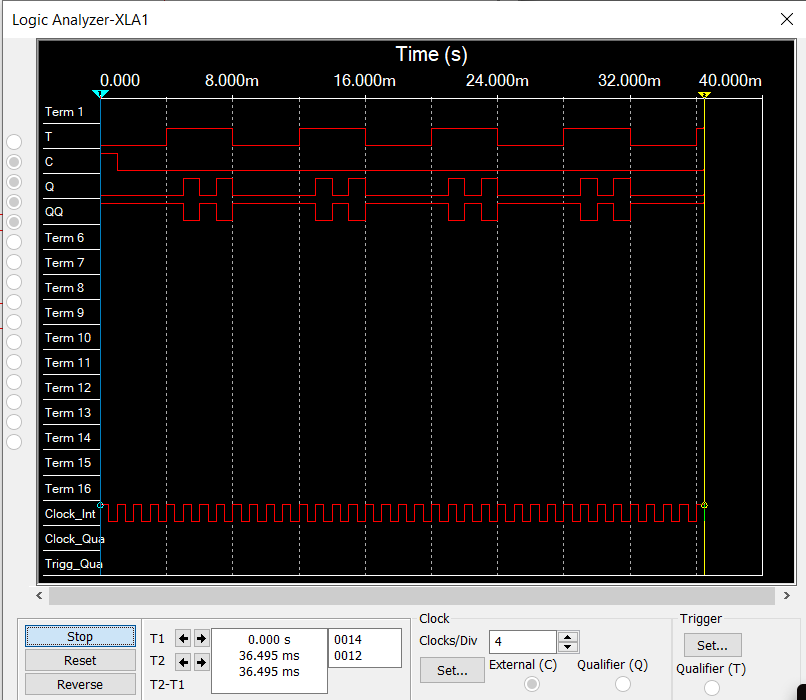 Logic Analyzer-XLA1
Time (s)
0.000 8.000m 16.000m 24.000m 32.000m 40.000m
1 2
Term 1
T
C
Q
QQ
Term 6
Term 7
Term 8
Term 9
Term 10
Term 11
Term 12
Term 13
Term 14
Term 15
Term 16
Clock_Int
Clock_Qua
Trigg_Qua
Stop
Reset
Reverse
T1 0.000 s 0014
T2 36.495 ms 0012
T2-T1 36.495 ms
Clock
Clocks/Div 4
Set... External (C) Qualifier (Q)
Trigger
Set...
Qualifier (T)